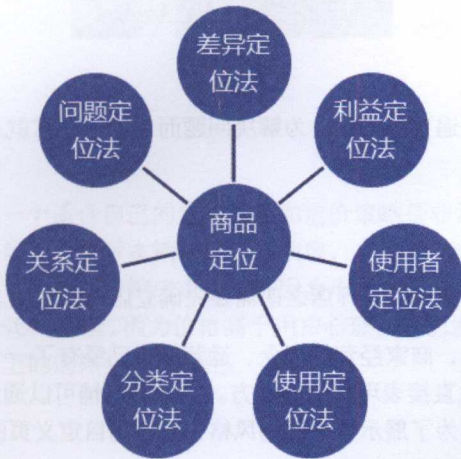 差异定
位法
利益定
位法
使用者
定位法
使用定
位法
分类定
位法
关系定
位法
问题定
位法
商品
定位